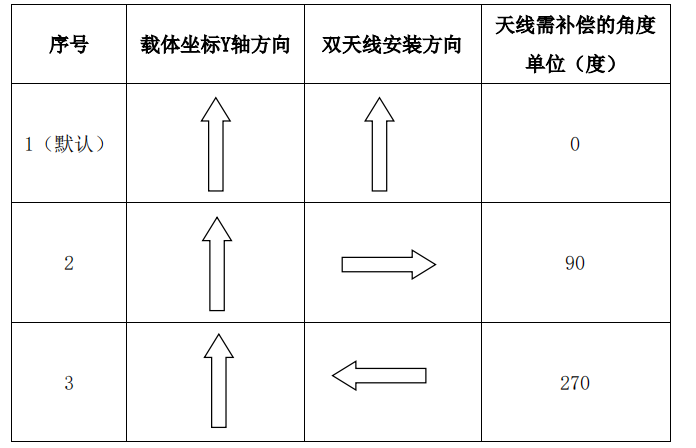 序号
载体坐标Y轴方向
双天线安装方向
天线需补偿的角度
单位（度）
1（默认）
0
2
90
3
270